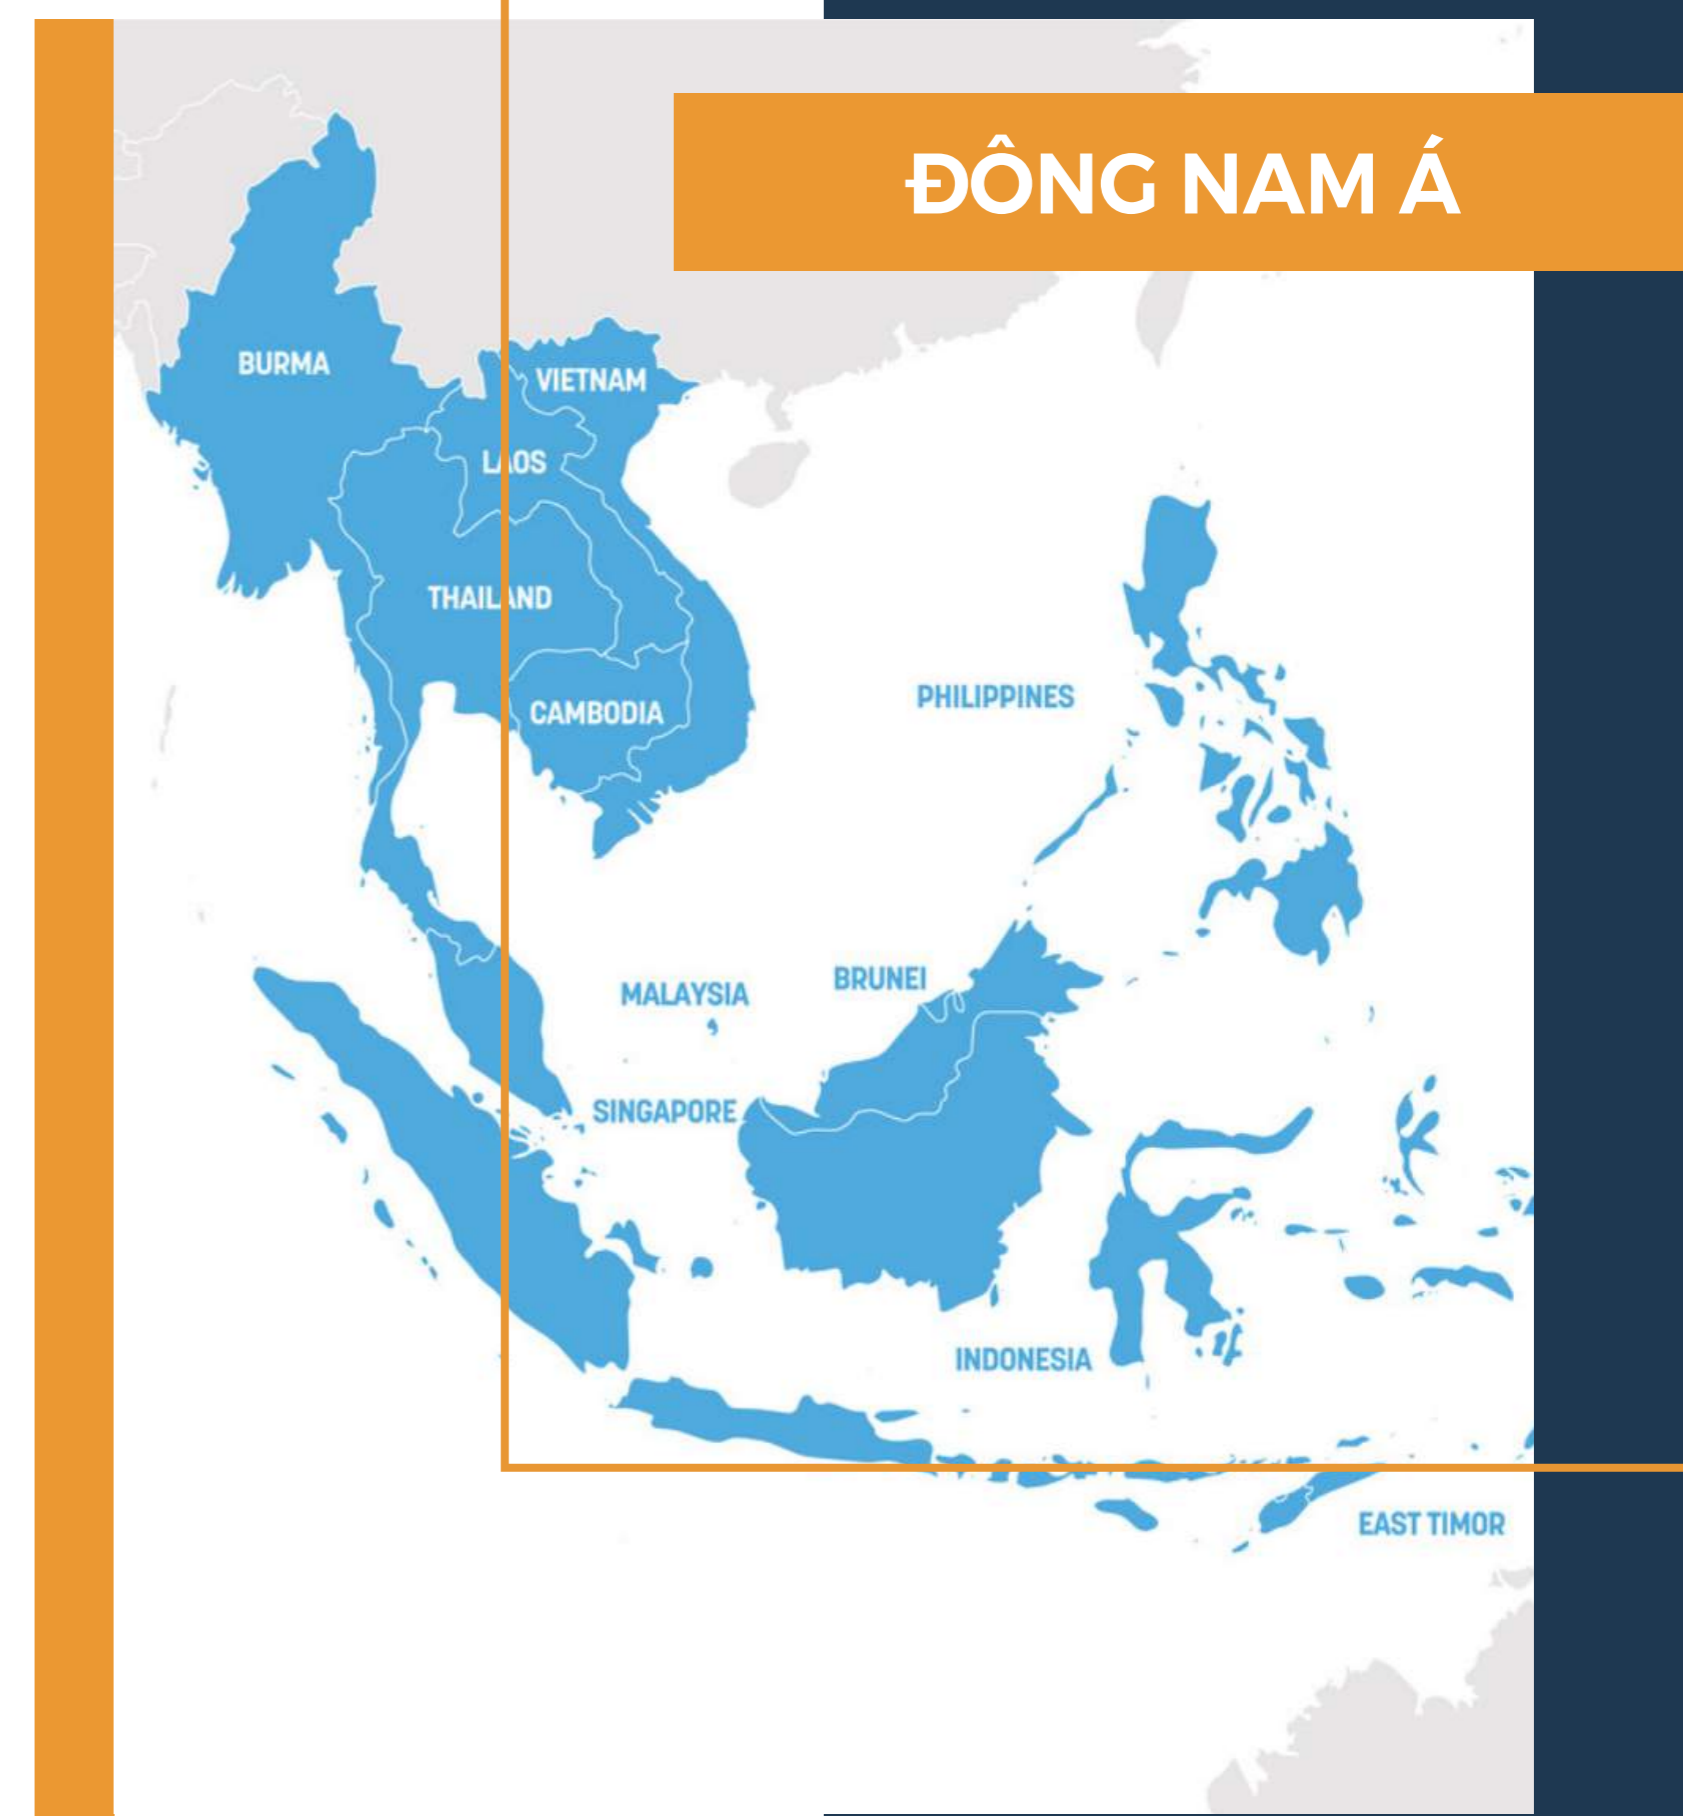 ĐÔNG NAM Á
BURMA
VIETNAM
LAOS
THAILAND
PHILIPPINES
CAMBODIA
BRUNEI
MALAYSIA
SINGAPORE
INDONESIA
EAST TIMOR